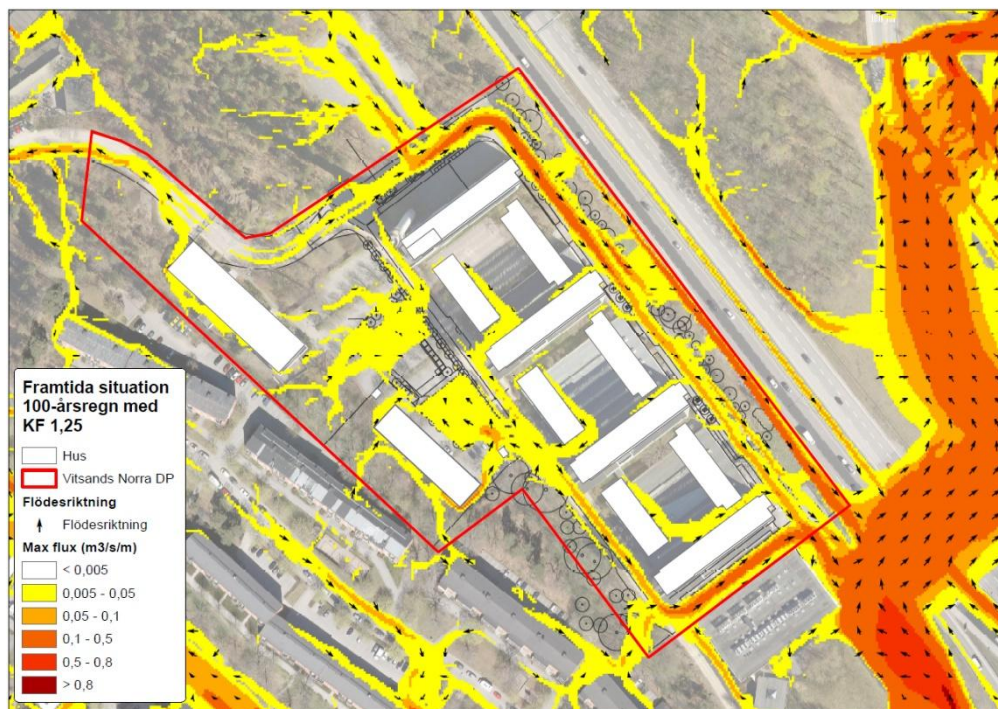 Framtida situation
100-årsregn med
KF 1,25
Hus
Vitsands Norra DP
Flödesriktning
Flödesriktning
Max flux (m3/s/m)
< 0,005
0,005 - 0,05
0,05 - 0,1
0,1 - 0,5
0,5 - 0,8
> 0,8